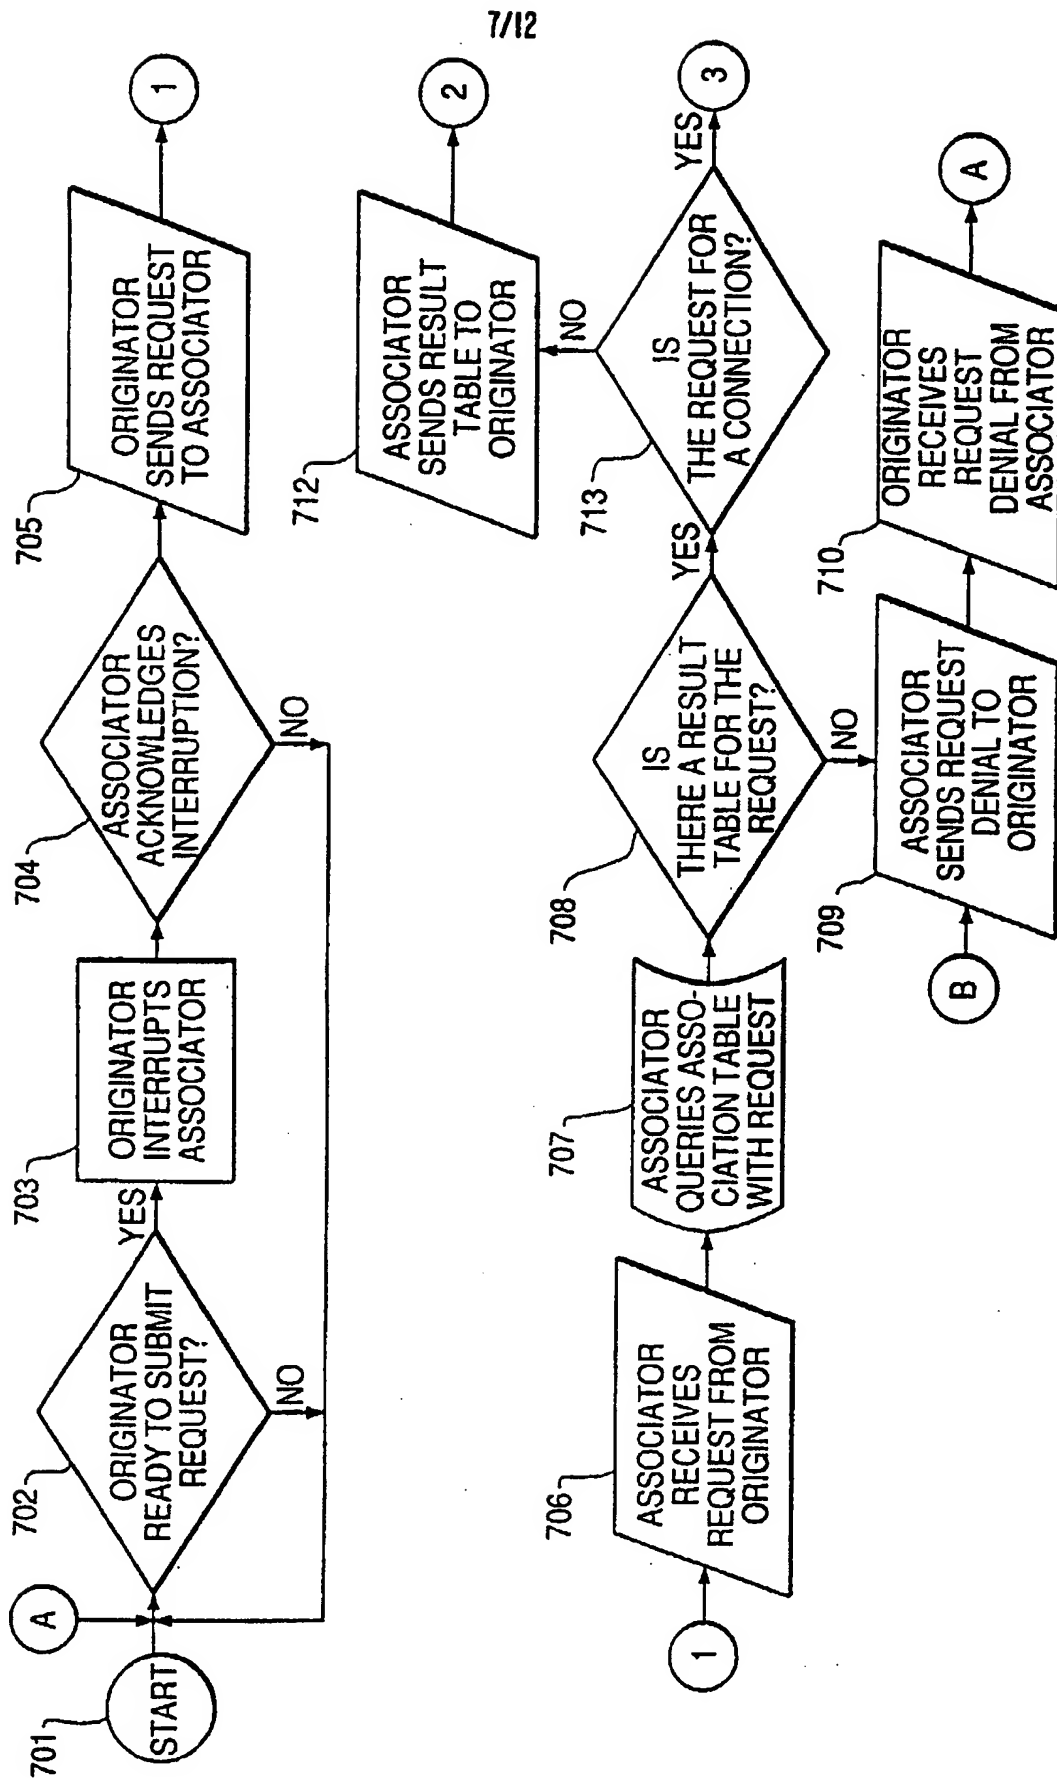 7/12
701
START
A
702
ORIGINATOR
READY TO SUBMIT
REQUEST?
YES
NO
703
ORIGINATOR
INTERRUPTS
ASSOCIATOR
704
ASSOCIATOR
ACKNOWLEDGES
INTERRUPTION?
NO
705
ORIGINATOR
SENDS REQUEST
TO ASSOCIATOR
1
712
ASSOCIATOR
SENDS RESULT
TABLE TO
ORIGINATOR
2
1
706
ASSOCIATOR
RECEIVES
REQUEST FROM
ORIGINATOR
707
ASSOCIATOR
QUERIES ASSO-
CIATION TABLE
WITH REQUEST
708
IS
THERE A RESULT
TABLE FOR THE
REQUEST?
YES
NO
713
IS
THE REQUEST FOR
A CONNECTION?
NO
YES
3
B
709
ASSOCIATOR
SENDS REQUEST
DENIAL TO
ORIGINATOR
710
ORIGINATOR
RECEIVES
REQUEST
DENIAL FROM
ASSOCIATOR
A